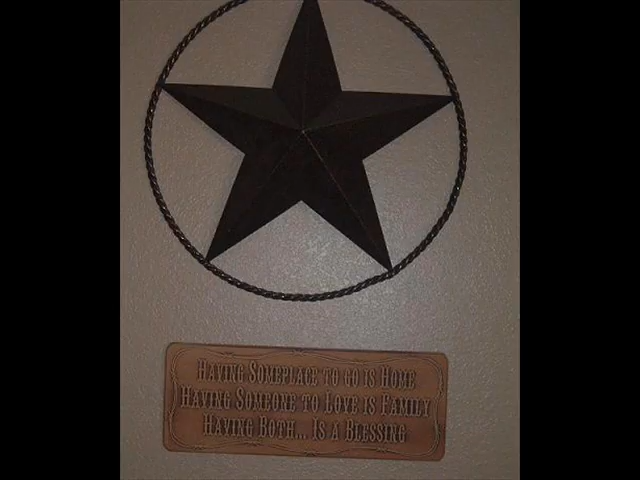 Having Someplace to go is Home
Having Someone to Love is Family
Having Both... Is a Blessing